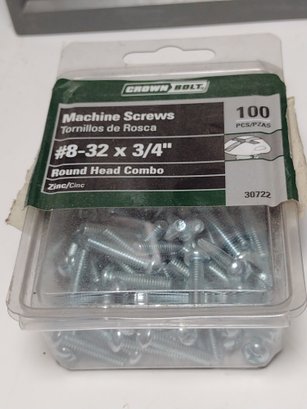 CROWN BOLT.
Machine Screws
Tornillos de Rosca
100
PCS/PZAS
#8-32 x 3/4"
Round Head Combo
Zinc/Cinc
30722